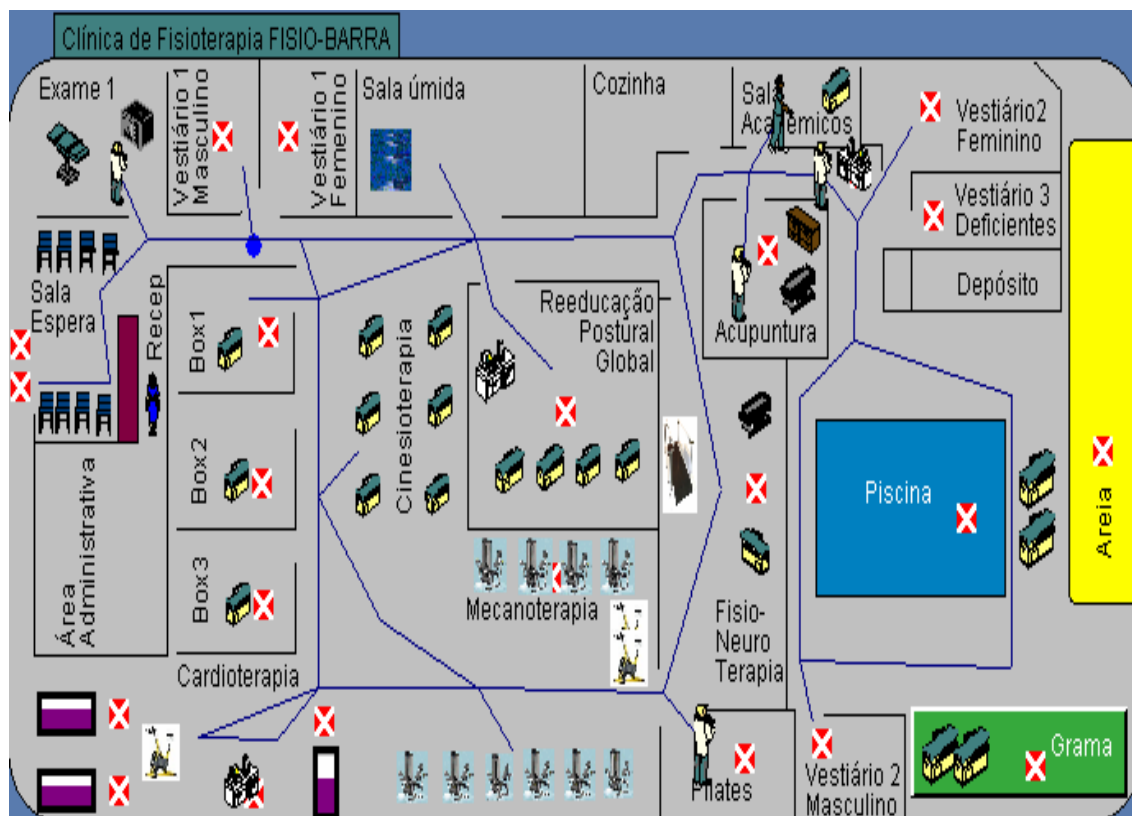 Clínica de Fisioterapia FISIO-BARRA
Exame 1
Vestiário 1
Masculino
Vestiário 1
Femenino
Sala úmida
Cozinha
Sala
Acadêmicos
Vestiário2
Feminino
Vestiário 3
Deficientes
Depósito
Sala
Espera
Recep
Box1
Cinesioterapia
Reeducação
Postural
Global
Acupuntura
Box2
Piscina
Areia
Área
Administrativa
Box3
Mecanoterapia
Fisio-
Neuro
Terapia
Cardioterapia
Pilates
Vestiário 2
Masculino
Grama